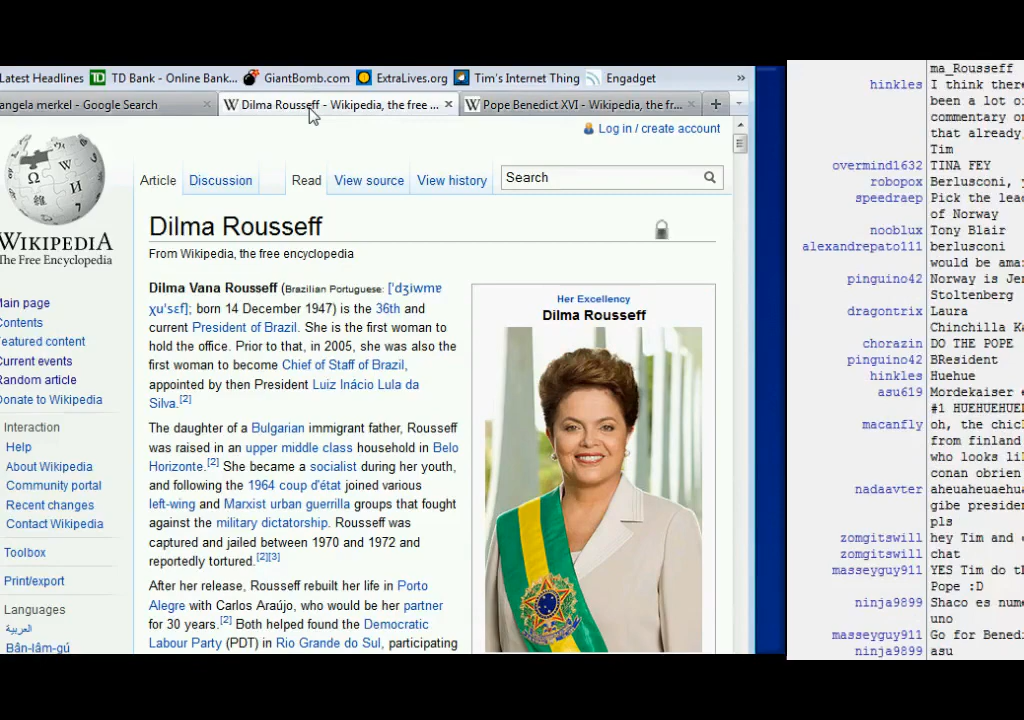 Latest Headlines TD Bank - Online Bank... GiantBomb.com ExtraLives.org Tim's Internet Thing Engadget »
angela merkel - Google Search Dilma Rousseff - Wikipedia, the free ... Pope Benedict XVI - Wikipedia, the fr...
Log in / create account
Article Discussion Read View source View history Search
WIKIPEDIA
The Free Encyclopedia
Main page
Contents
Featured content
Current events
Random article
Donate to Wikipedia
Interaction
Help
About Wikipedia
Community portal
Recent changes
Contact Wikipedia
Toolbox
Print/export
Languages
العربية
Bân-lâm-gú
Dilma Rousseff
From Wikipedia, the free encyclopedia
Dilma Vana Rousseff (Brazilian Portuguese: ['dʒiwmɐ
χu'sɛf]; born 14 December 1947) is the 36th and
current President of Brazil. She is the first woman to
hold the office. Prior to that, in 2005, she was also the
first woman to become Chief of Staff of Brazil,
appointed by then President Luiz Inácio Lula da
Silva.[2]
The daughter of a Bulgarian immigrant father, Rousseff
was raised in an upper middle class household in Belo
Horizonte.[2] She became a socialist during her youth,
and following the 1964 coup d'état joined various
left-wing and Marxist urban guerrilla groups that fought
against the military dictatorship. Rousseff was
captured and jailed between 1970 and 1972 and
reportedly tortured.[2][3]
After her release, Rousseff rebuilt her life in Porto
Alegre with Carlos Araújo, who would be her partner
for 30 years.[2] Both helped found the Democratic
Labour Party (PDT) in Rio Grande do Sul, participating
Her Excellency
Dilma Rousseff
ma_Rousseff
hinkles I think there
been a lot o
commentary on
that already
Tim
overmind1632 TINA FEY
robopox Berlusconi, y
speedraep Pick the lea
of Norway
nooblux Tony Blair
alexandrepato111 berlusconi
would be ama
pinguino42 Norway is Je
Stoltenberg
dragontrix Laura
Chinchilla K
chorazin DO THE POPE
pinguino42 BResident
hinkles Huehue
asu619 Mordekaiser
#1 HUEHUEHUE
macanfly oh, the chic
from finland
who looks li
conan obrien
nadaavter aheuaheuaehu
gibe preside
pls
zomgitswill hey Tim and
zomgitswill chat
masseyguy911 YES Tim do t
Pope :D
ninja9899 Shaco es num
uno
masseyguy911 Go for Bened
ninja9899 asu